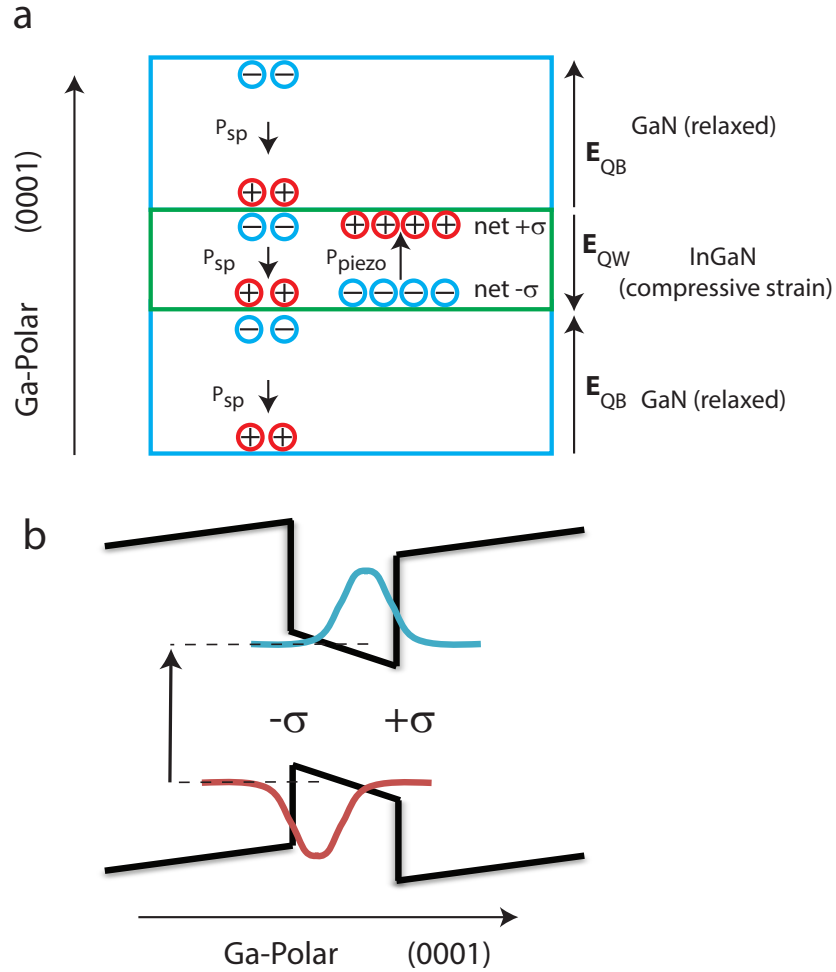 a
Ga-Polar (0001)
− −
P_sp
+ +
− −
P_sp
+ +
− −
P_sp
+ +
+ + + +
net +σ
P_piezo
− − − −
net -σ
E_QB
GaN (relaxed)
E_QW
InGaN
(compressive strain)
E_QB
GaN (relaxed)
b
-σ
+σ
Ga-Polar (0001)